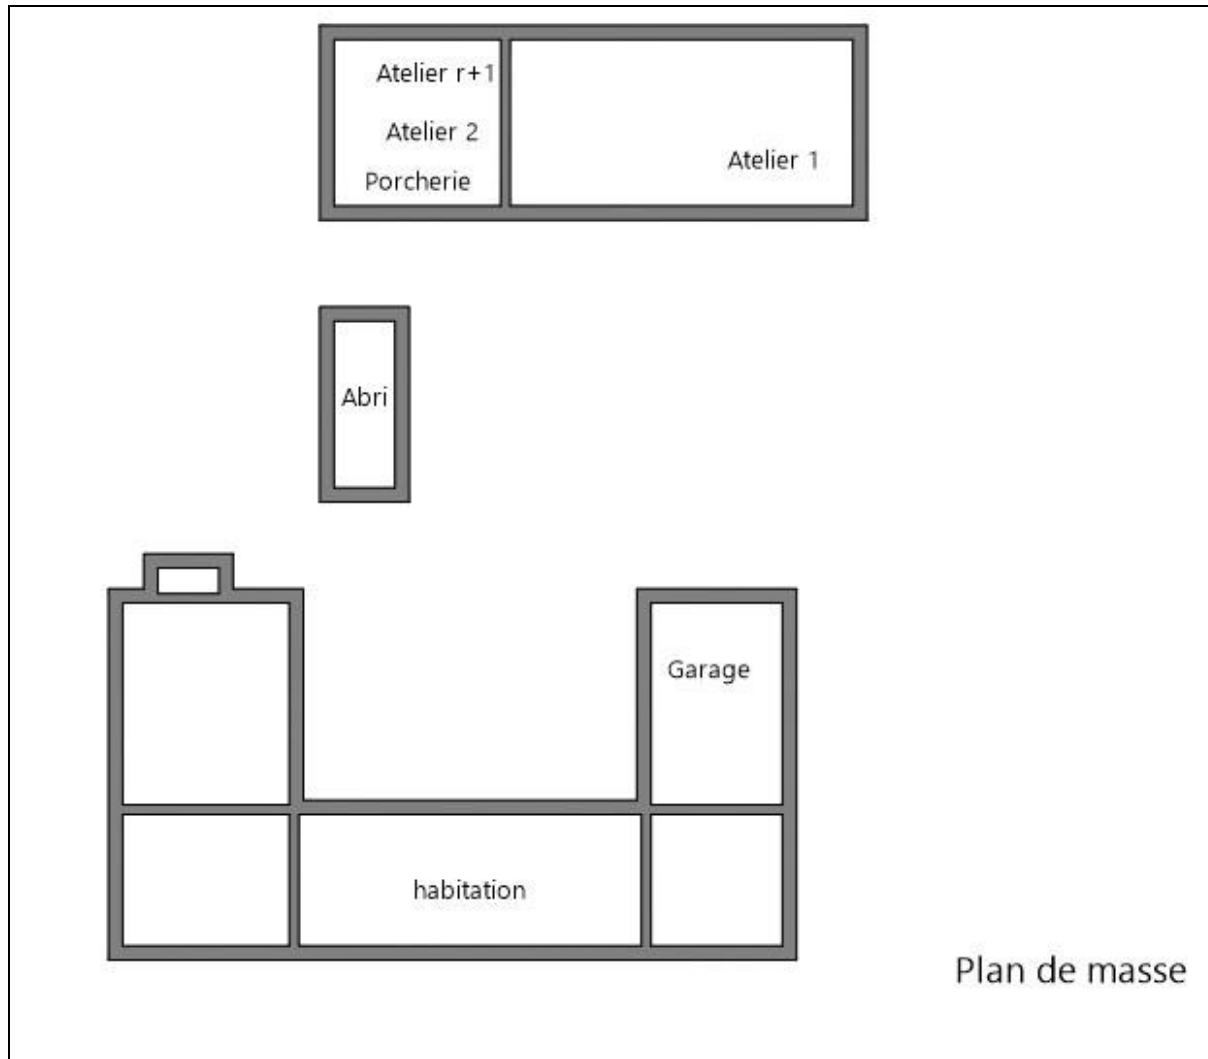 Atelier r+1
Atelier 2
Porcherie
Atelier 1
Abri
Garage
habitation
Plan de masse